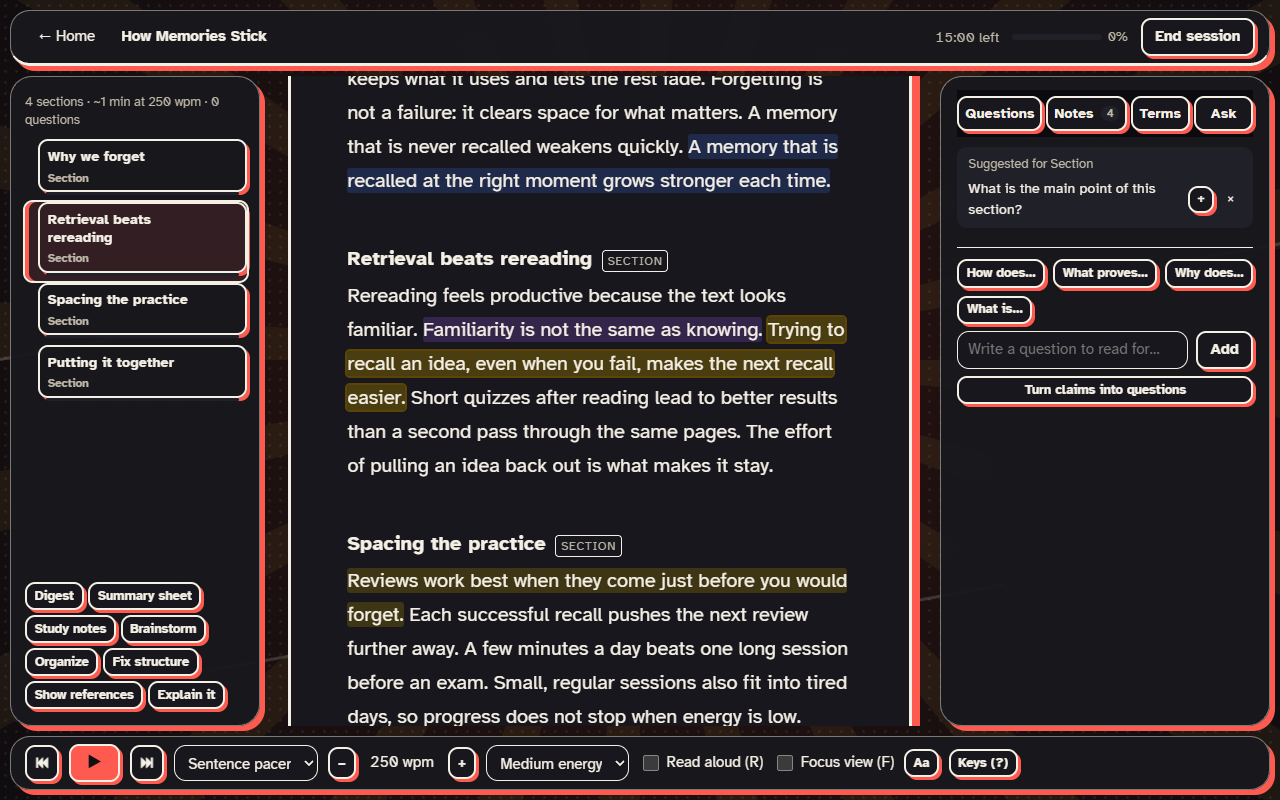 ← Home How Memories Stick 15:00 left 0% End session
4 sections · ~1 min at 250 wpm · 0
questions
Why we forget
Section
Retrieval beats
rereading
Section
Spacing the practice
Section
Putting it together
Section
Digest Summary sheet
Study notes Brainstorm
Organize Fix structure
Show references Explain it
keeps what it uses and lets the rest fade. Forgetting is
not a failure: it clears space for what matters. A memory
that is never recalled weakens quickly. A memory that is
recalled at the right moment grows stronger each time.
Retrieval beats rereading SECTION
Rereading feels productive because the text looks
familiar. Familiarity is not the same as knowing. Trying to
recall an idea, even when you fail, makes the next recall
easier. Short quizzes after reading lead to better results
than a second pass through the same pages. The effort
of pulling an idea back out is what makes it stay.
Spacing the practice SECTION
Reviews work best when they come just before you would
forget. Each successful recall pushes the next review
further away. A few minutes a day beats one long session
before an exam. Small, regular sessions also fit into tired
days, so progress does not stop when energy is low.
Questions Notes 4 Terms Ask
Suggested for Section
What is the main point of this
section? + ×
How does... What proves... Why does...
What is...
Write a question to read for... Add
Turn claims into questions
Sentence pacer − 250 wpm + Medium energy Read aloud (R) Focus view (F) Aa Keys (?)